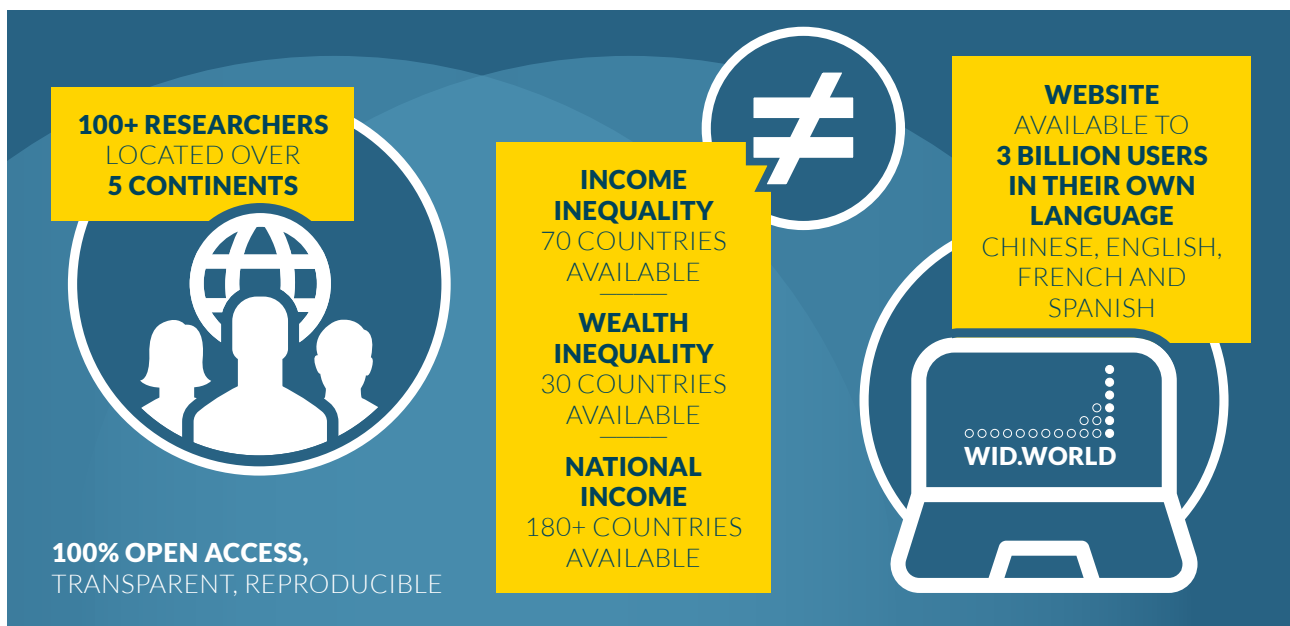 100+ RESEARCHERS
LOCATED OVER
5 CONTINENTS
100% OPEN ACCESS,
TRANSPARENT, REPRODUCIBLE
≠
INCOME
INEQUALITY
70 COUNTRIES
AVAILABLE
WEALTH
INEQUALITY
30 COUNTRIES
AVAILABLE
NATIONAL
INCOME
180+ COUNTRIES
AVAILABLE
WEBSITE
AVAILABLE TO
3 BILLION USERS
IN THEIR OWN
LANGUAGE
CHINESE, ENGLISH,
FRENCH AND
SPANISH
WID.WORLD